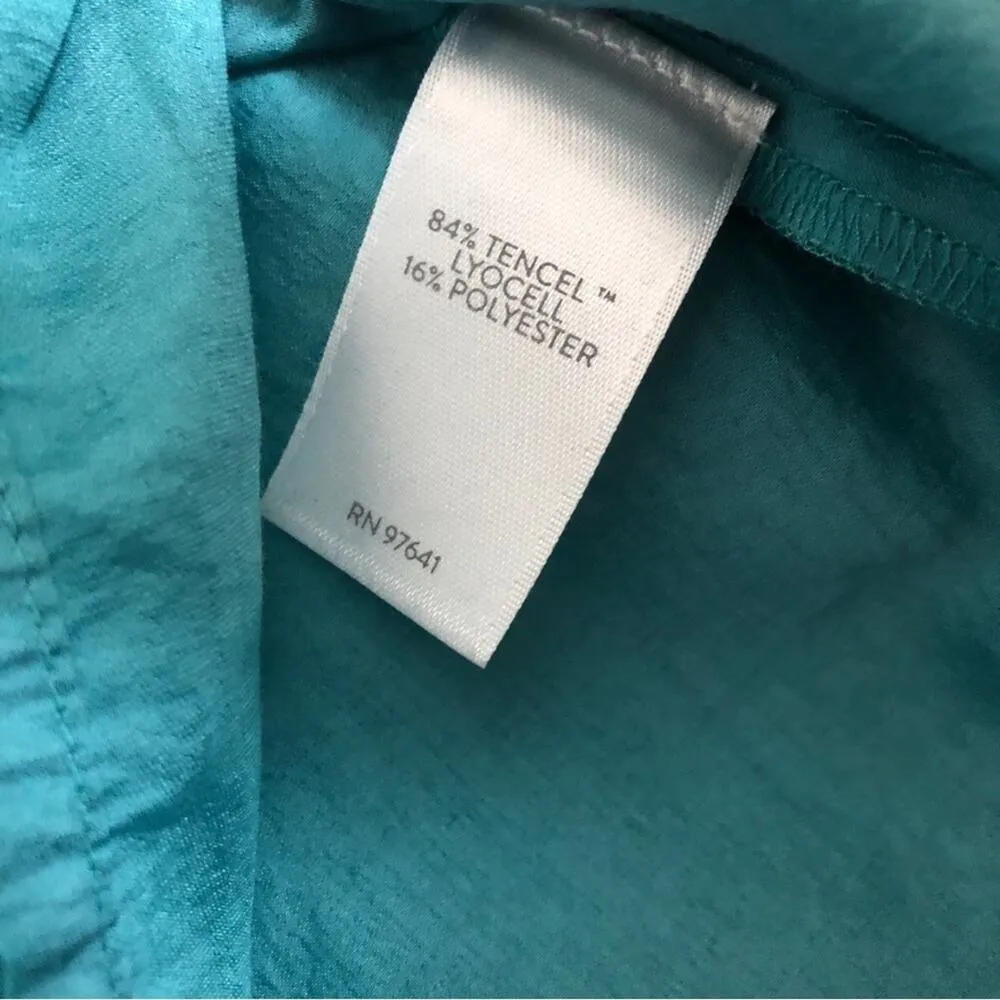 84% TENCEL ™
LYOCELL
16% POLYESTER
RN 97641